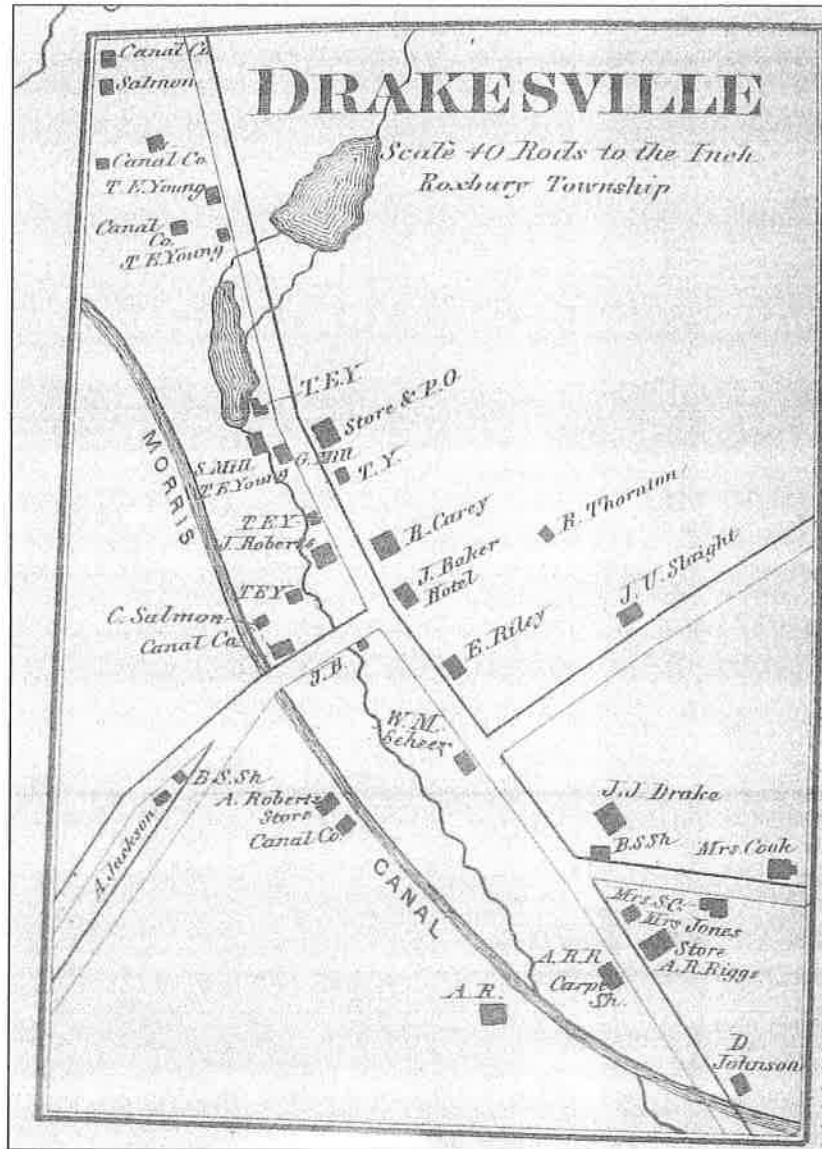 DRAKESVILLE
Scale 40 Rods to the Inch
Roxbury Township
Canal Co
Salmon
Canal Co
T.E.Young
Canal
Co.
T.E.Young
T.E.Y
Store & P.O
S.Mill
T.E.Young
G.Mill
T.Y.
MORRIS
T.E.Y
J.Roberts
B.Carey
R.Thornton
J.Baker
Hotel
J.U.Slaight
TEY
C.Salmon
Canal Co
J.B.
E.Riley
W.M.
B.S.Sh
A.Roberts
Store
Canal Co
A.Jackson
CANAL
J.J Drake
B.S.Sh
Mrs.Cook
Mrs.S.C.
Mrs Jones
Store
A.R.Riggs
A.R.R
Carpt
Sh.
A.R.
D
Johnson